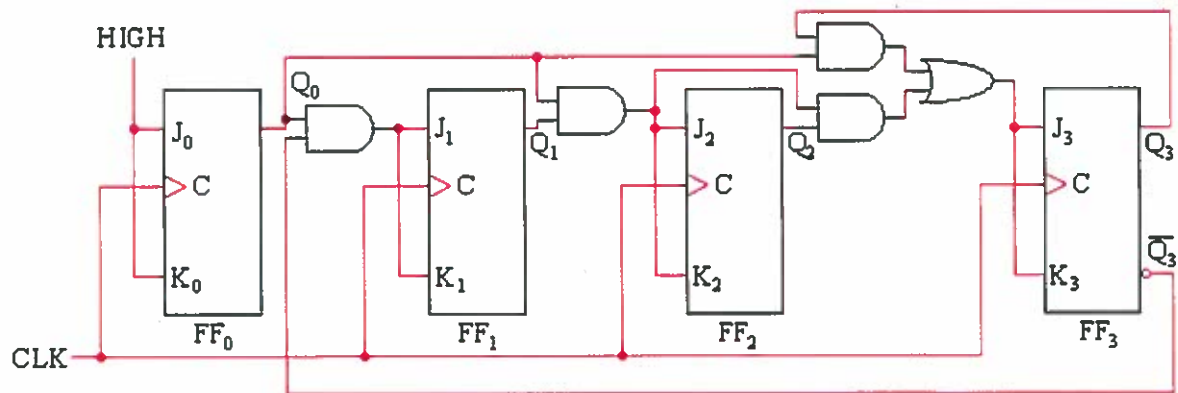 HIGH
Q₀
J₀
C
K₀
FF₀
J₁
Q₁
C
K₁
FF₁
J₂
Q₂
C
K₂
FF₂
J₃
Q₃
C
Q̅₃
K₃
FF₃
CLK